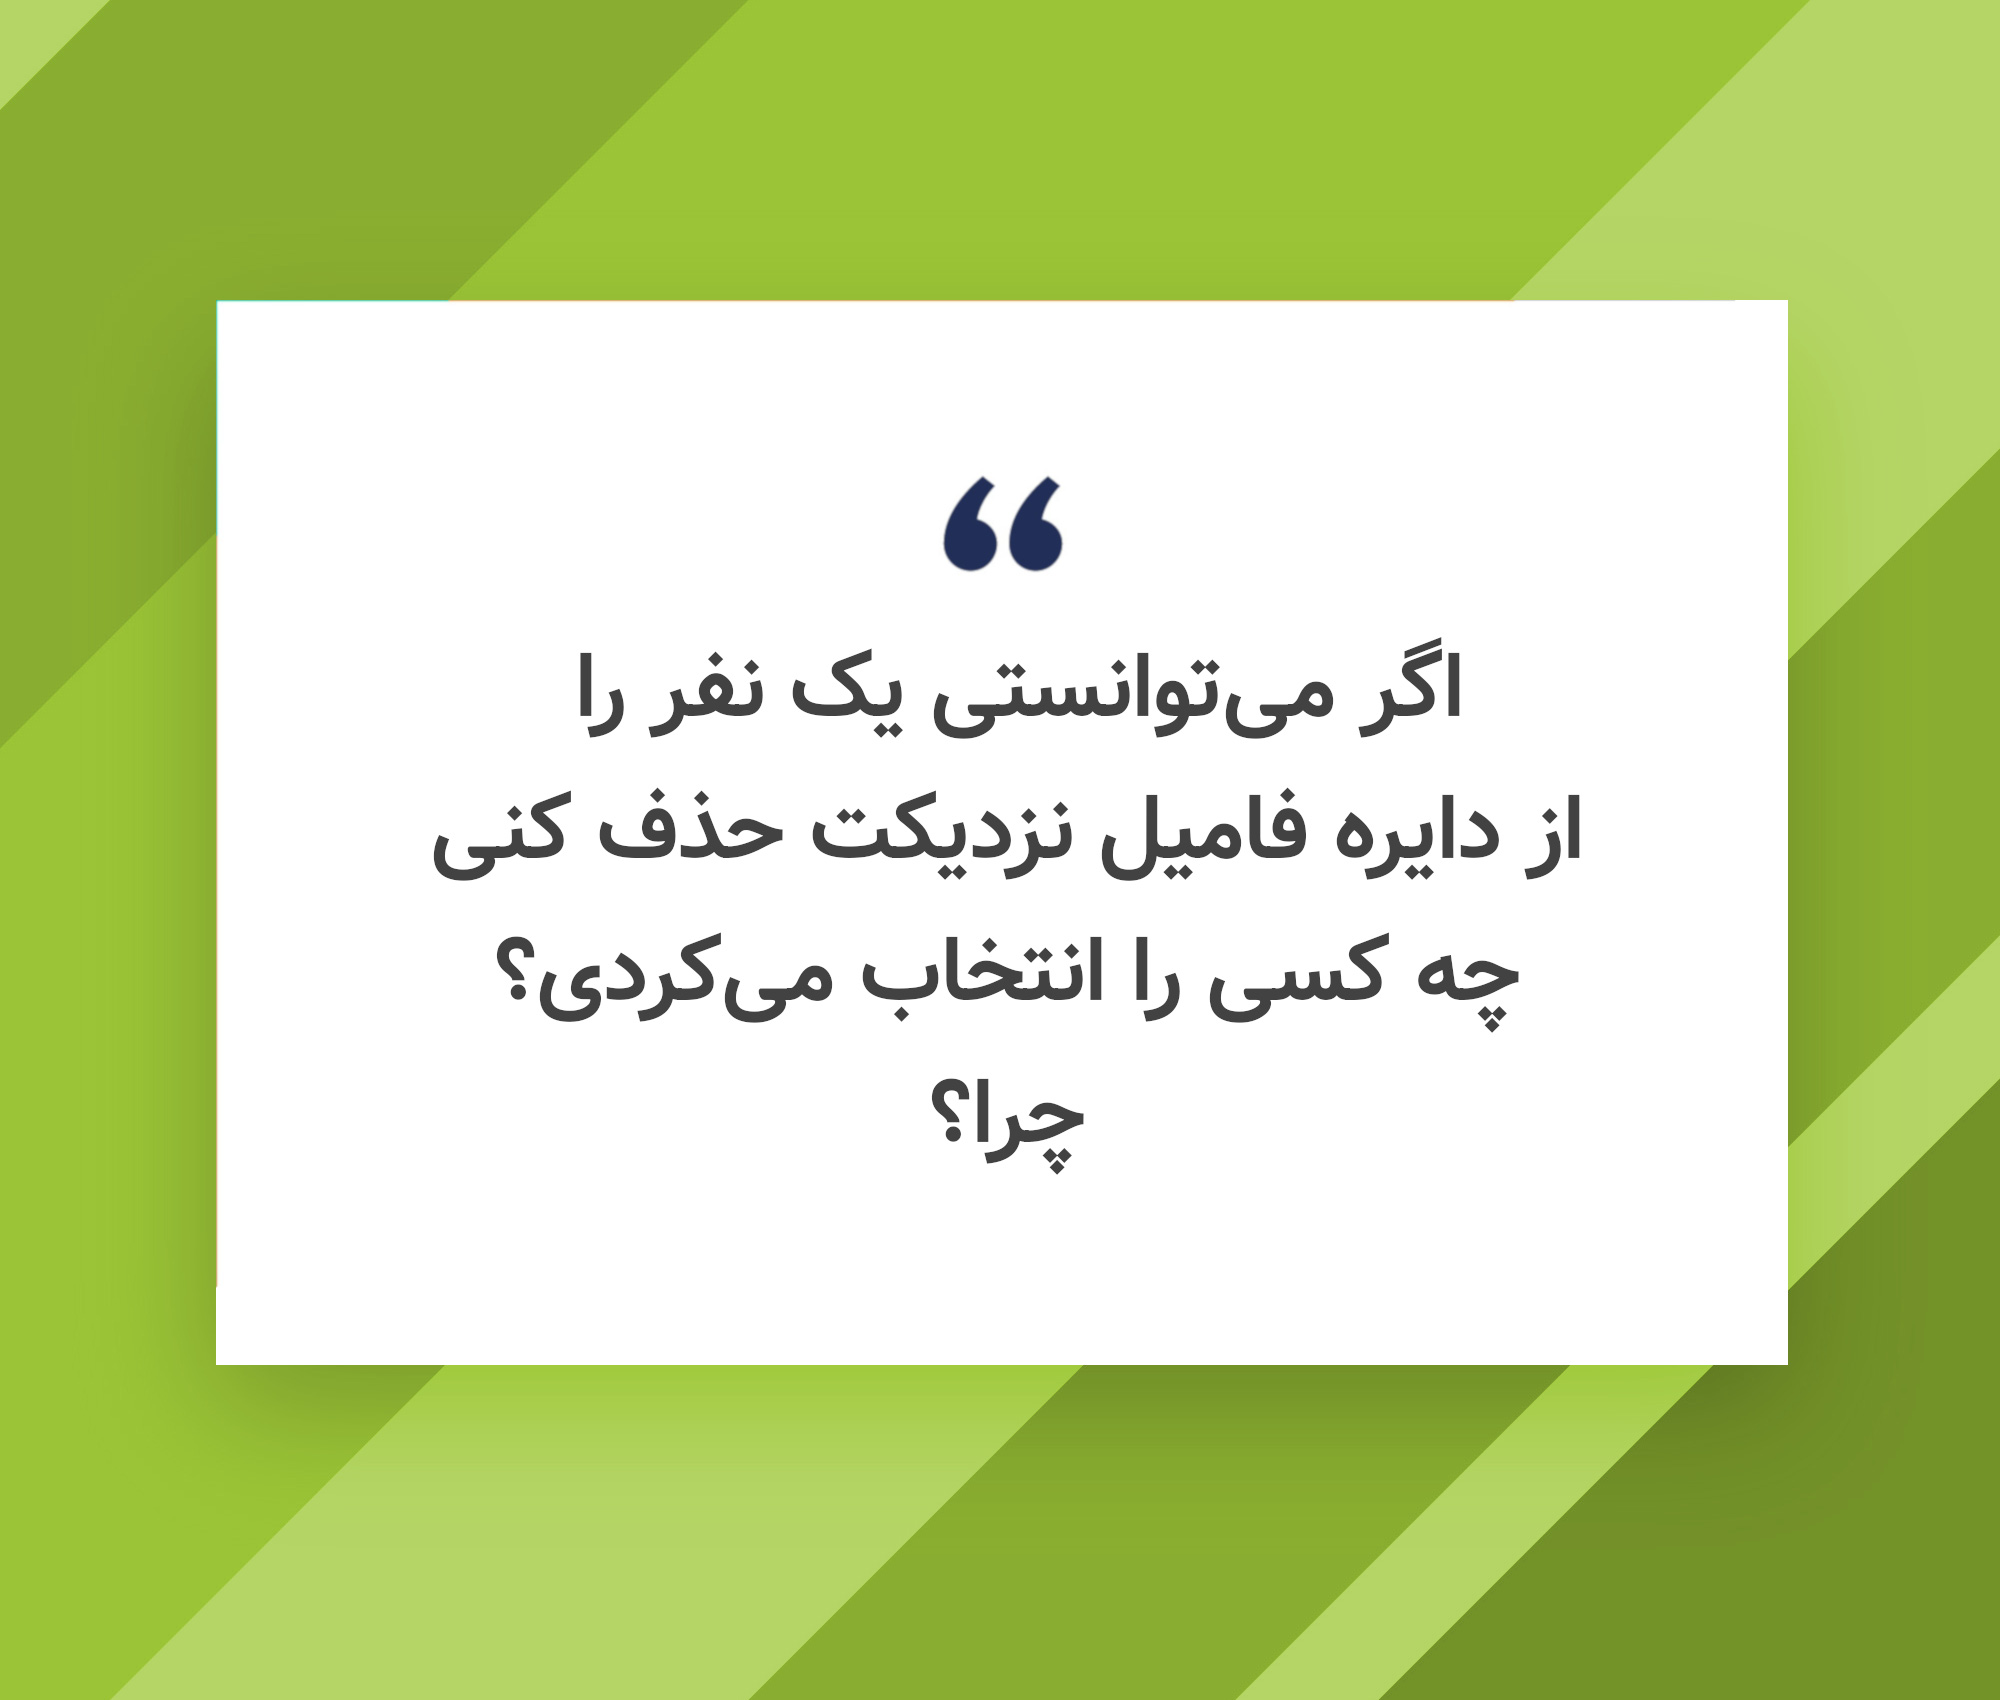 “
اگر می‌توانستی یک نفر را
از دایره فامیل نزدیکت حذف کنی
چه کسی را انتخاب می‌کردی؟
چرا؟